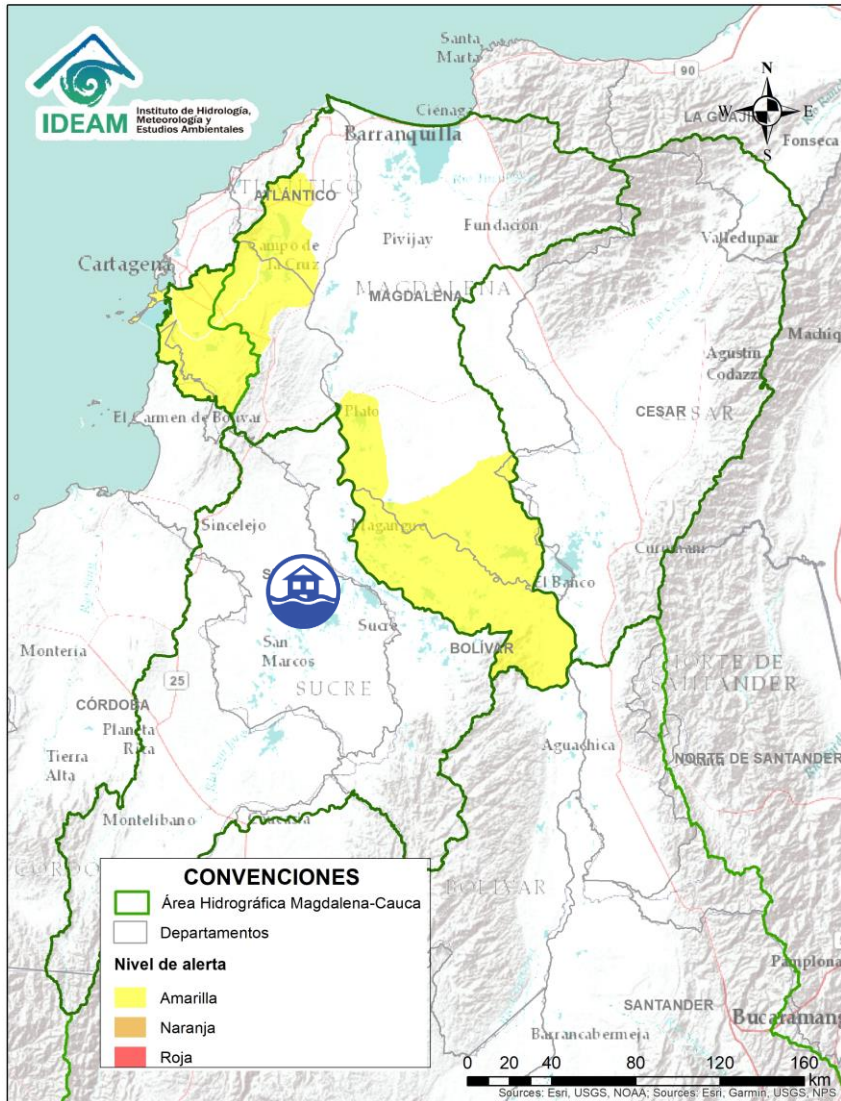 IDEAM
Instituto de Hidrología,
Meteorología y
Estudios Ambientales
Santa
Marta
90
N
W
E
S
LA GUAJIRA
Fonseca
Ciénaga
Barranquilla
ATLÁNTICO
ATLÁNTICO
Fundación
Pivijay
Valledupar
Campo de
la Cruz
Cartagena
MAGDALENA
MAGDALENA
Agustín
Codazzi
El Carmen de Bolívar
Plato
CESAR
CESAR
Sincelejo
Magangué
Curumaní
El Banco
Sucre
San
Marcos
BOLÍVAR
Montería
25
SUCRE
NORTE DE
SANTANDER
CÓRDOBA
Planeta
Rica
Tierra
Alta
Aguachica
NORTE DE SANTANDER
Montelibano
BOLÍVAR
CONVENCIONES
Área Hidrográfica Magdalena-Cauca
Departamentos
Nivel de alerta
Amarilla
Naranja
Roja
Pamplona
SANTANDER
Barrancabermeja
0 20 40 80 120 160
km
Sources: Esri, USGS, NOAA; Sources: Esri, Garmin, USGS, NPS